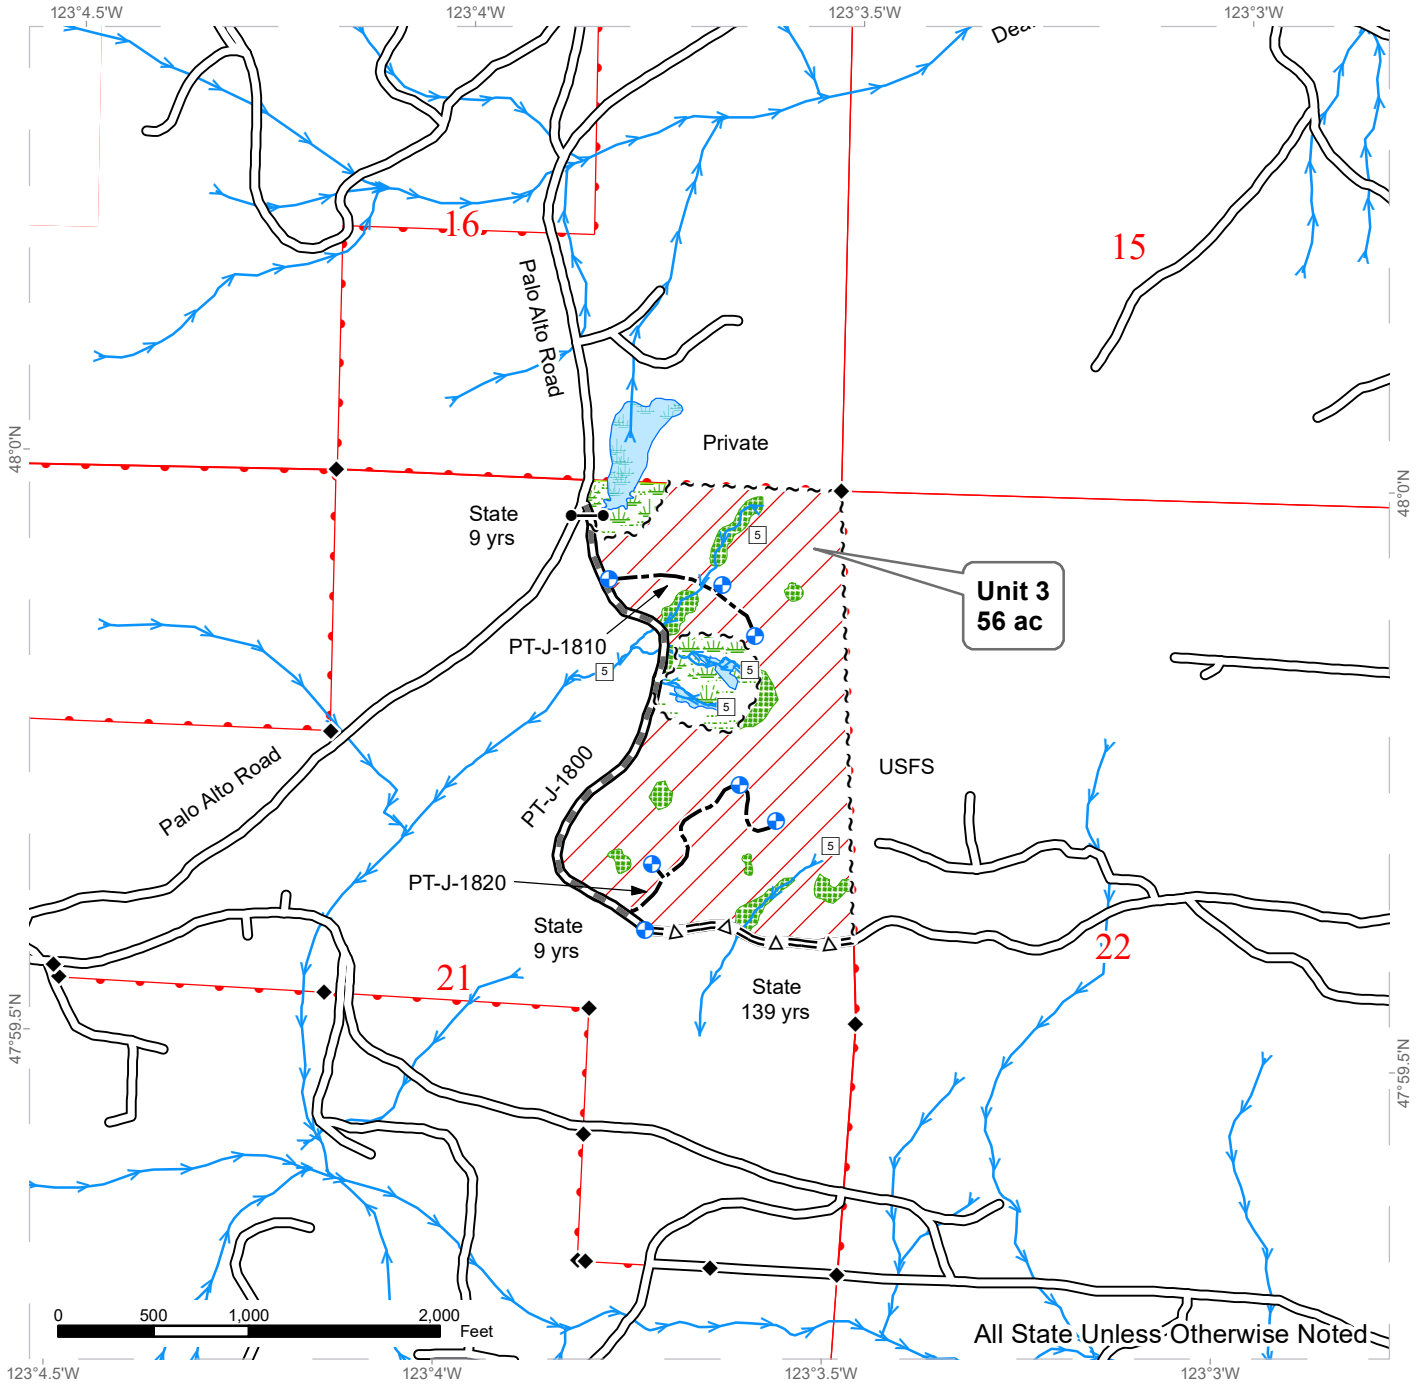 123°4.5'W
123°4'W
123°3.5'W
123°3'W
16
15
Palo Alto Road
48°0'N
48°0'N
Private
State
9 yrs
5
Unit 3
56 ac
PT-J-1810
5
5
5
PT-J-1800
USFS
Palo Alto Road
5
PT-J-1820
State
9 yrs
22
21
State
139 yrs
47°59.5'N
47°59.5'N
0
500
1,000
2,000
Feet
All State Unless Otherwise Noted
123°4.5'W
123°4'W
123°3.5'W
123°3'W